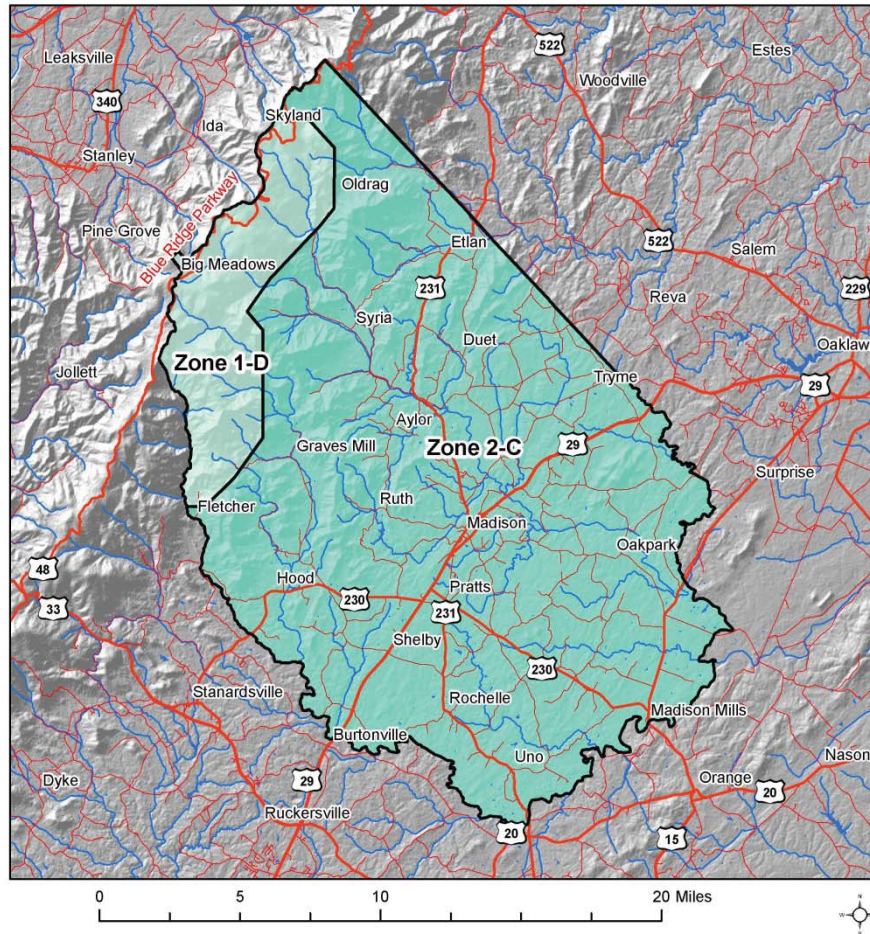 522
Estes
Leaksville
Woodville
340
Skyland
Ida
Stanley
Oldrag
Blue Ridge Parkway
Pine Grove
Etlan
522
Salem
Big Meadows
231
229
Reva
Syria
Duet
Oaklaw
Zone 1-D
Jollett
Tryme
29
Aylor
Graves Mill
Zone 2-C
29
Surprise
Ruth
Fletcher
Madison
Oakpark
48
Hood
Pratts
33
230
231
Shelby
230
Stanardsville
Rochelle
Madison Mills
Burtonville
Uno
Nason
Dyke
29
Orange
20
Ruckersville
20
15
0 5 10 20 Miles